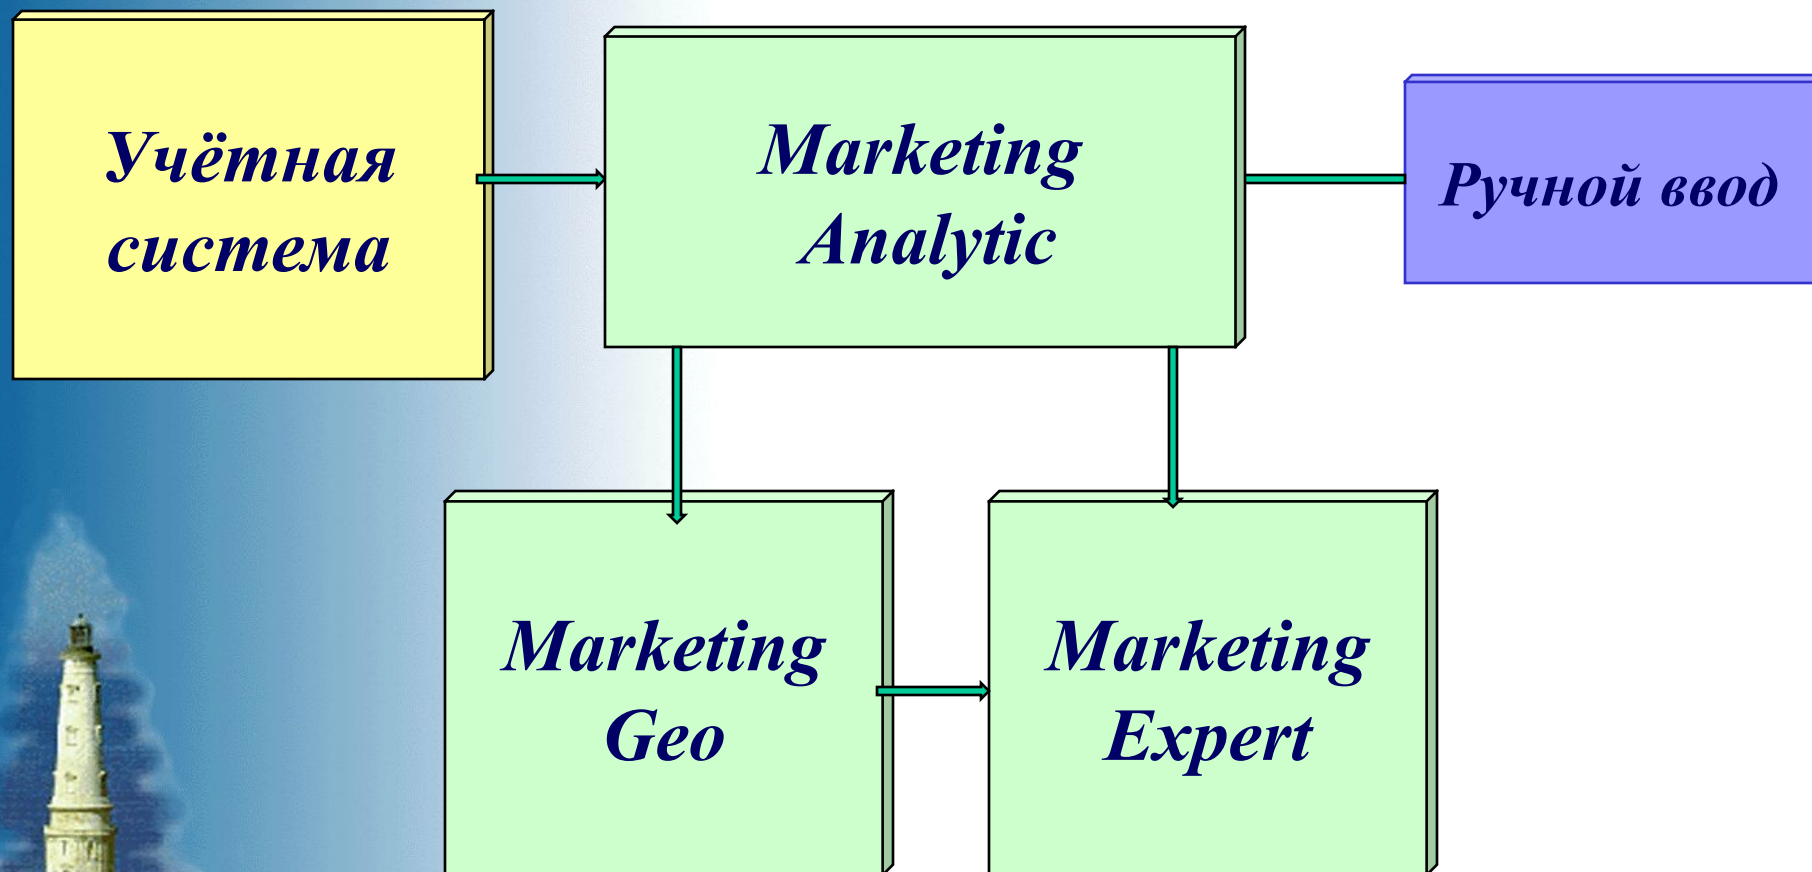 Учётная
система
Marketing
Analytic
Ручной ввод
Marketing
Geo
Marketing
Expert